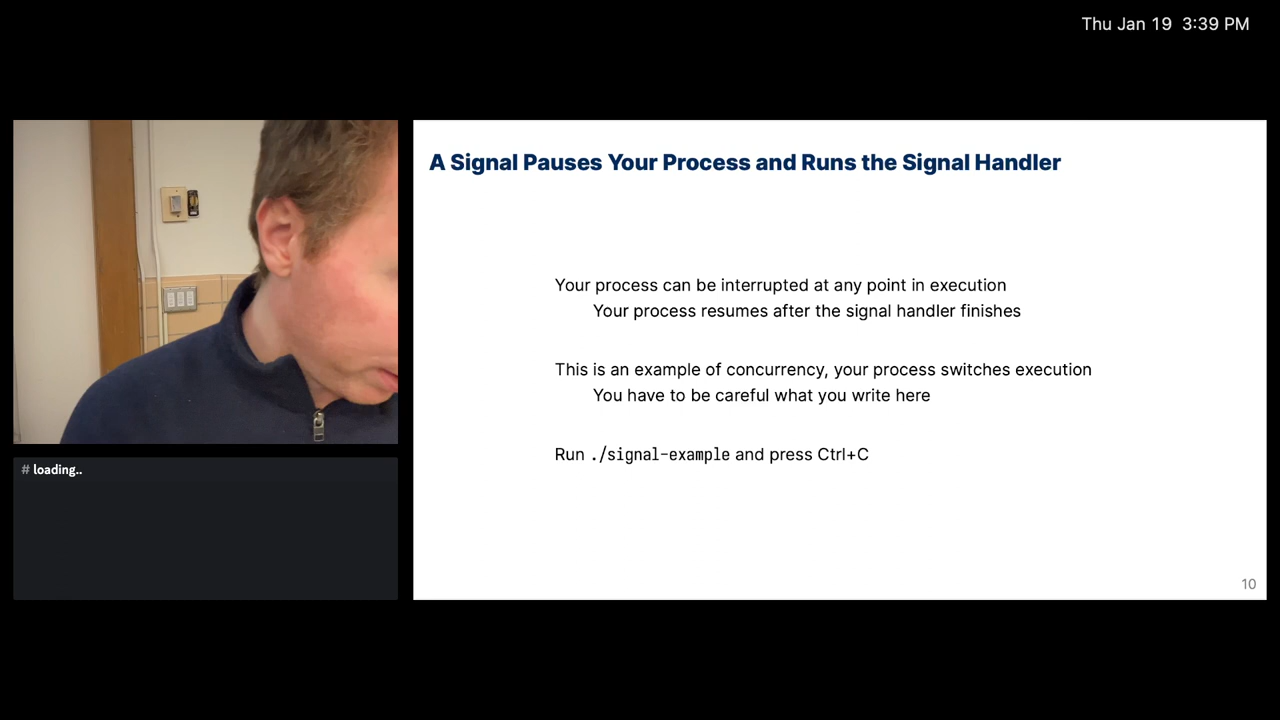 Thu Jan 19 3:39 PM
A Signal Pauses Your Process and Runs the Signal Handler
Your process can be interrupted at any point in execution
Your process resumes after the signal handler finishes
This is an example of concurrency, your process switches execution
You have to be careful what you write here
Run ./signal-example and press Ctrl+C
# loading..
10